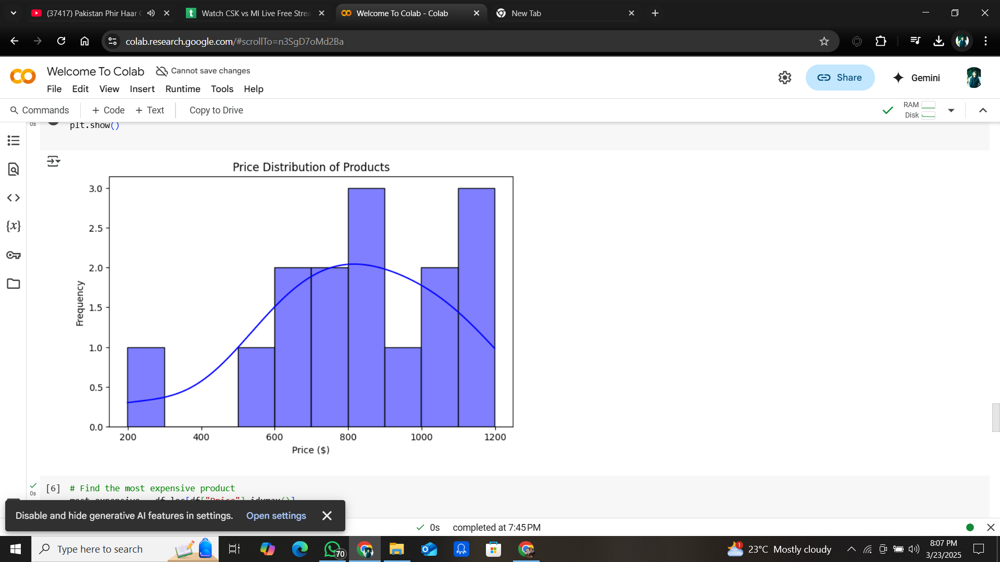 (37417) Pakistan Phir Haar
Watch CSK vs MI Live Free Strea
Welcome To Colab - Colab
New Tab
colab.research.google.com/#scrollTo=n3SgD7oMd2Ba
Welcome To Colab
Cannot save changes
File Edit View Insert Runtime Tools Help
Share
Gemini
Commands
+ Code + Text
Copy to Drive
RAM
Disk
0s
plt.show()
Price Distribution of Products
3.0
2.5
2.0
1.5
1.0
0.5
0.0
Frequency
200 400 600 800 1000 1200
Price ($)
0s
[6] # Find the most expensive product
most_expensive = df.loc[df["Price"].idxmax()]
Disable and hide generative AI features in settings. Open settings
0s completed at 7:45 PM
Type here to search
70
1
23°C Mostly cloudy
8:07 PM
3/23/2025